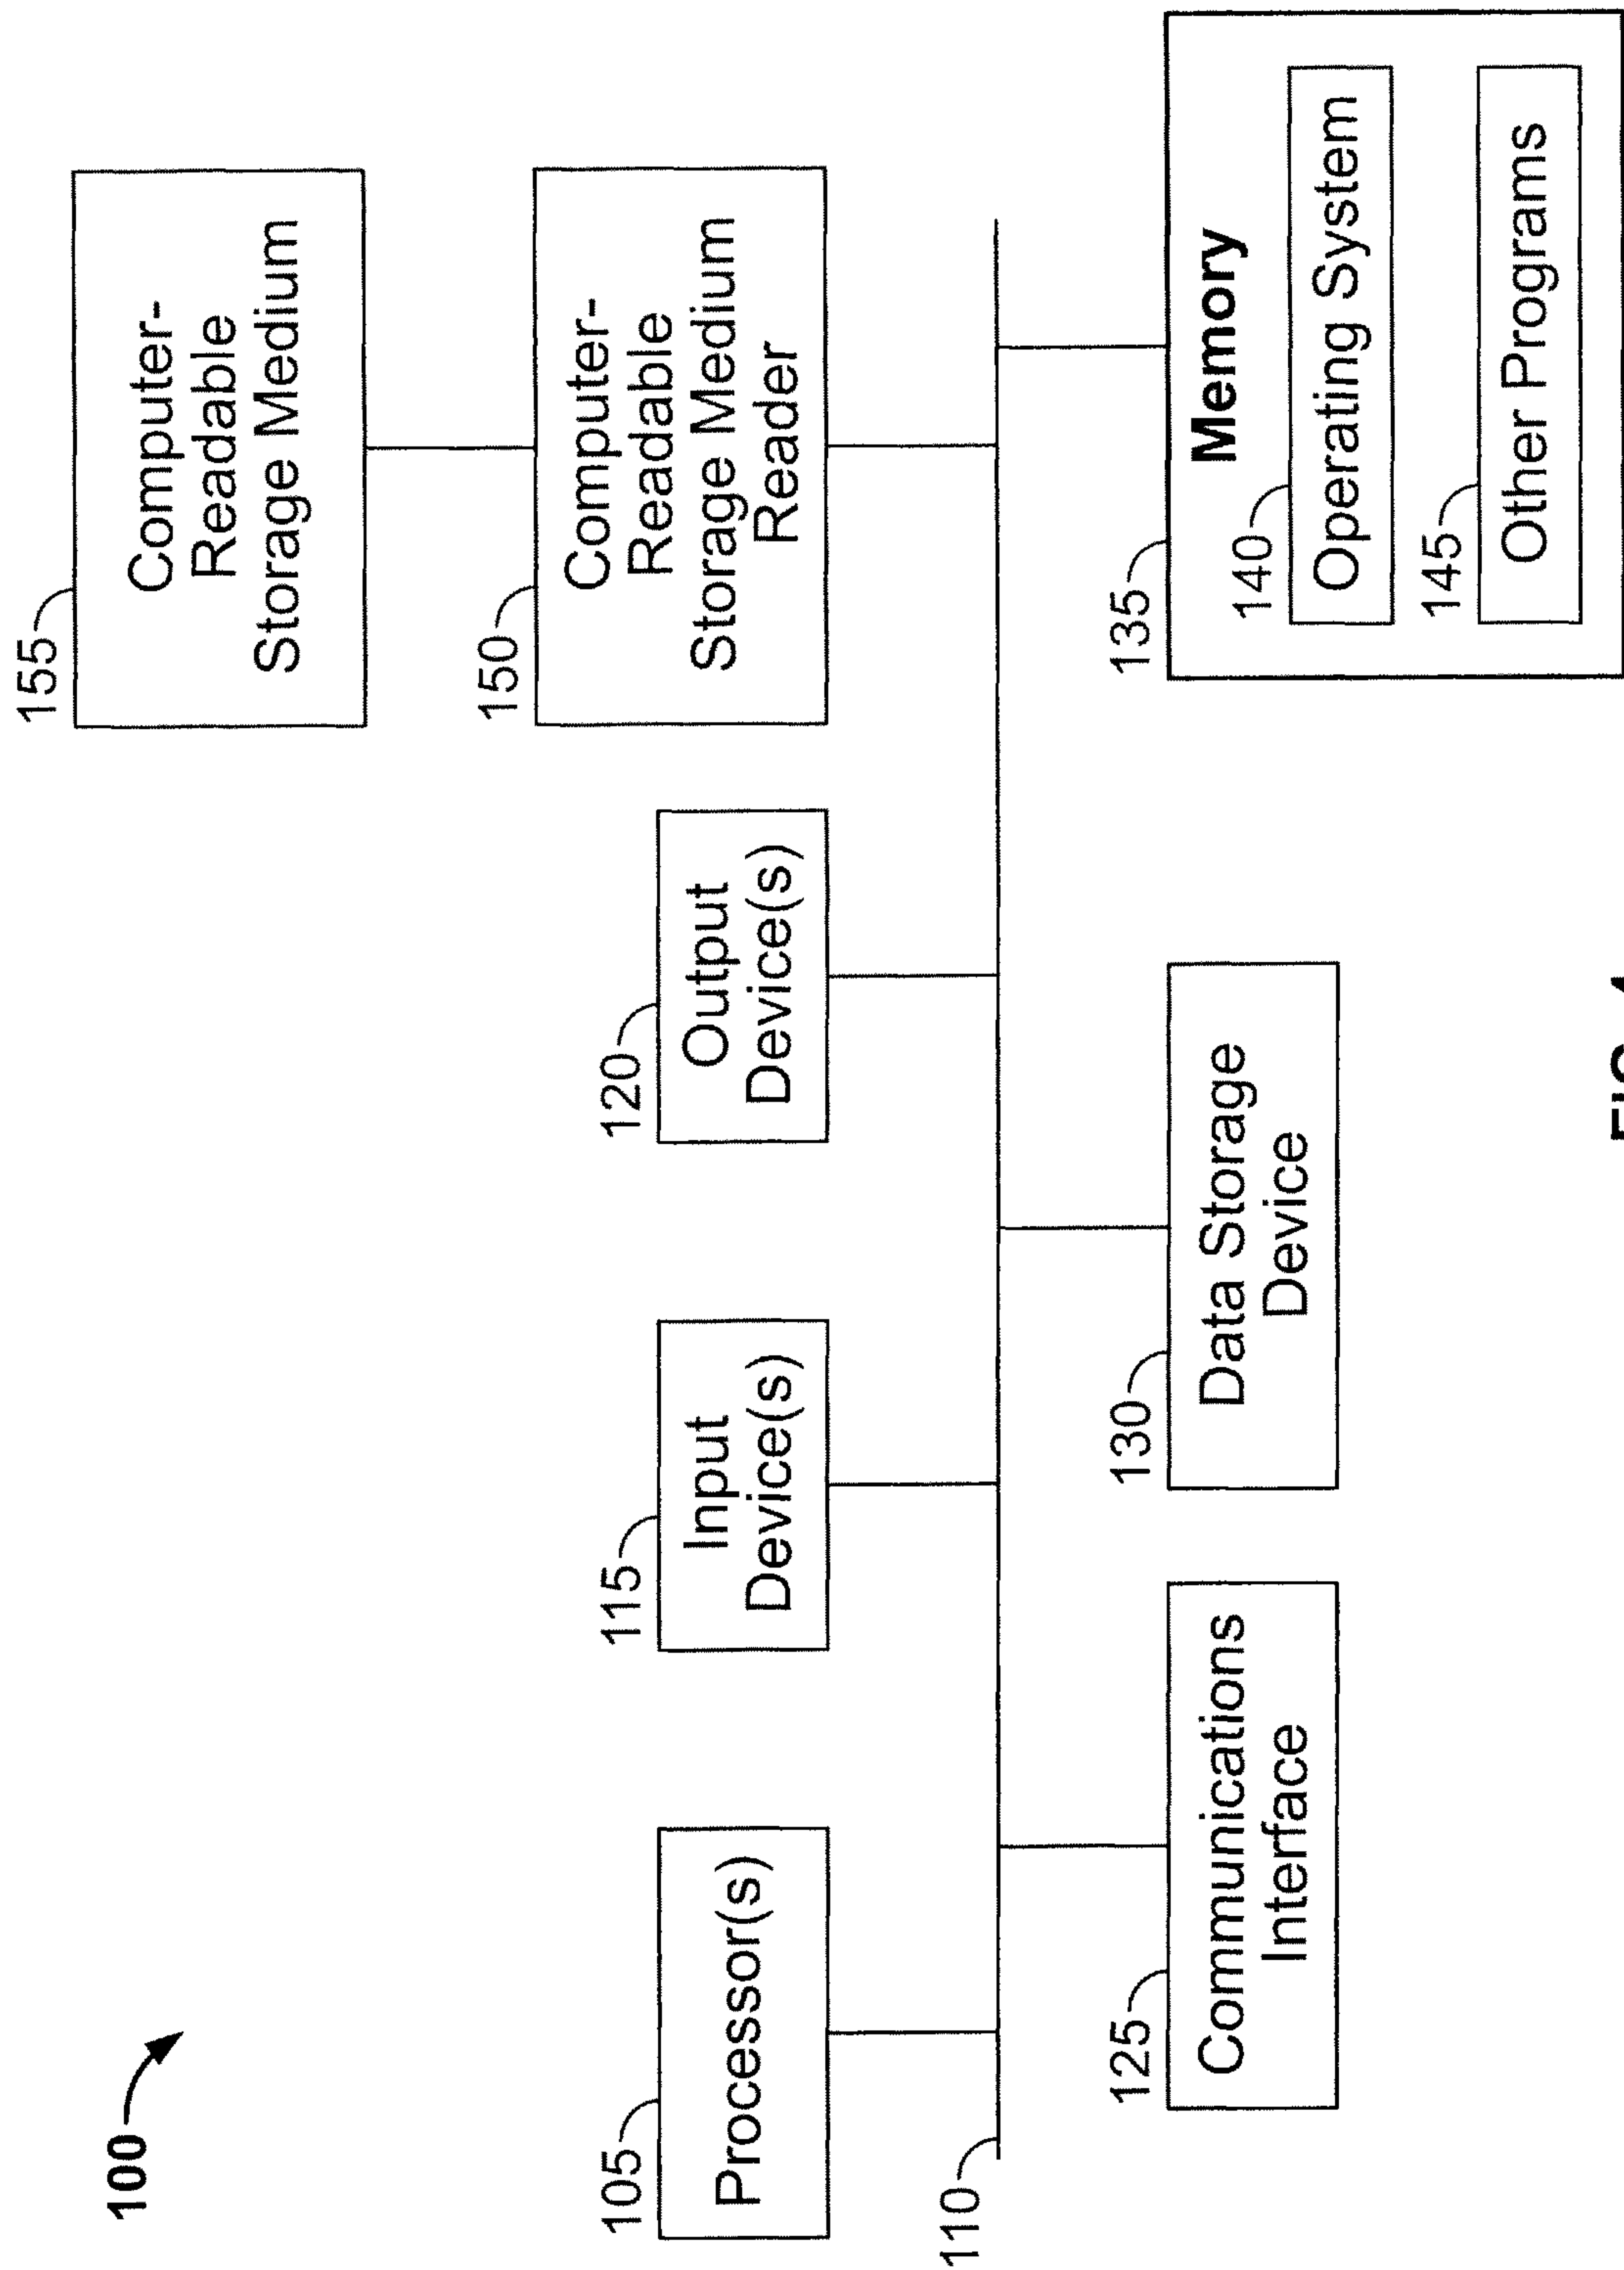 100
155
Computer-
Readable
Storage Medium
150
Computer-
Readable
Storage Medium
Reader
105
Processor(s)
115
Input
Device(s)
120
Output
Device(s)
110
125
Communications
Interface
130
Data Storage
Device
135
Memory
140
Operating System
145
Other Programs